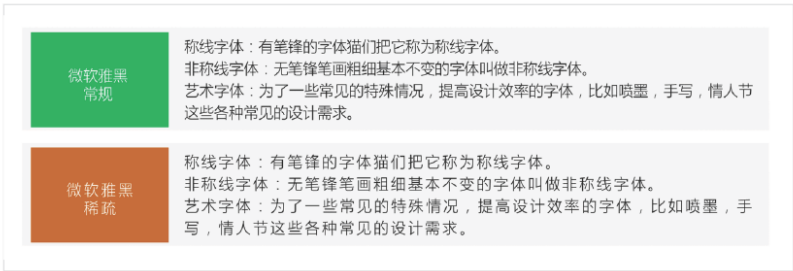 微软雅黑
常规
称线字体：有笔锋的字体猫们把它称为称线字体。
非称线字体：无笔锋笔画粗细基本不变的字体叫做非称线字体。
艺术字体：为了一些常见的特殊情况，提高设计效率的字体，比如喷墨，手写，情人节
这些各种常见的设计需求。
微软雅黑
稀疏
称线字体：有笔锋的字体猫们把它称为称线字体。
非称线字体：无笔锋笔画粗细基本不变的字体叫做非称线字体。
艺术字体：为了一些常见的特殊情况，提高设计效率的字体，比如喷墨，手
写，情人节这些各种常见的设计需求。